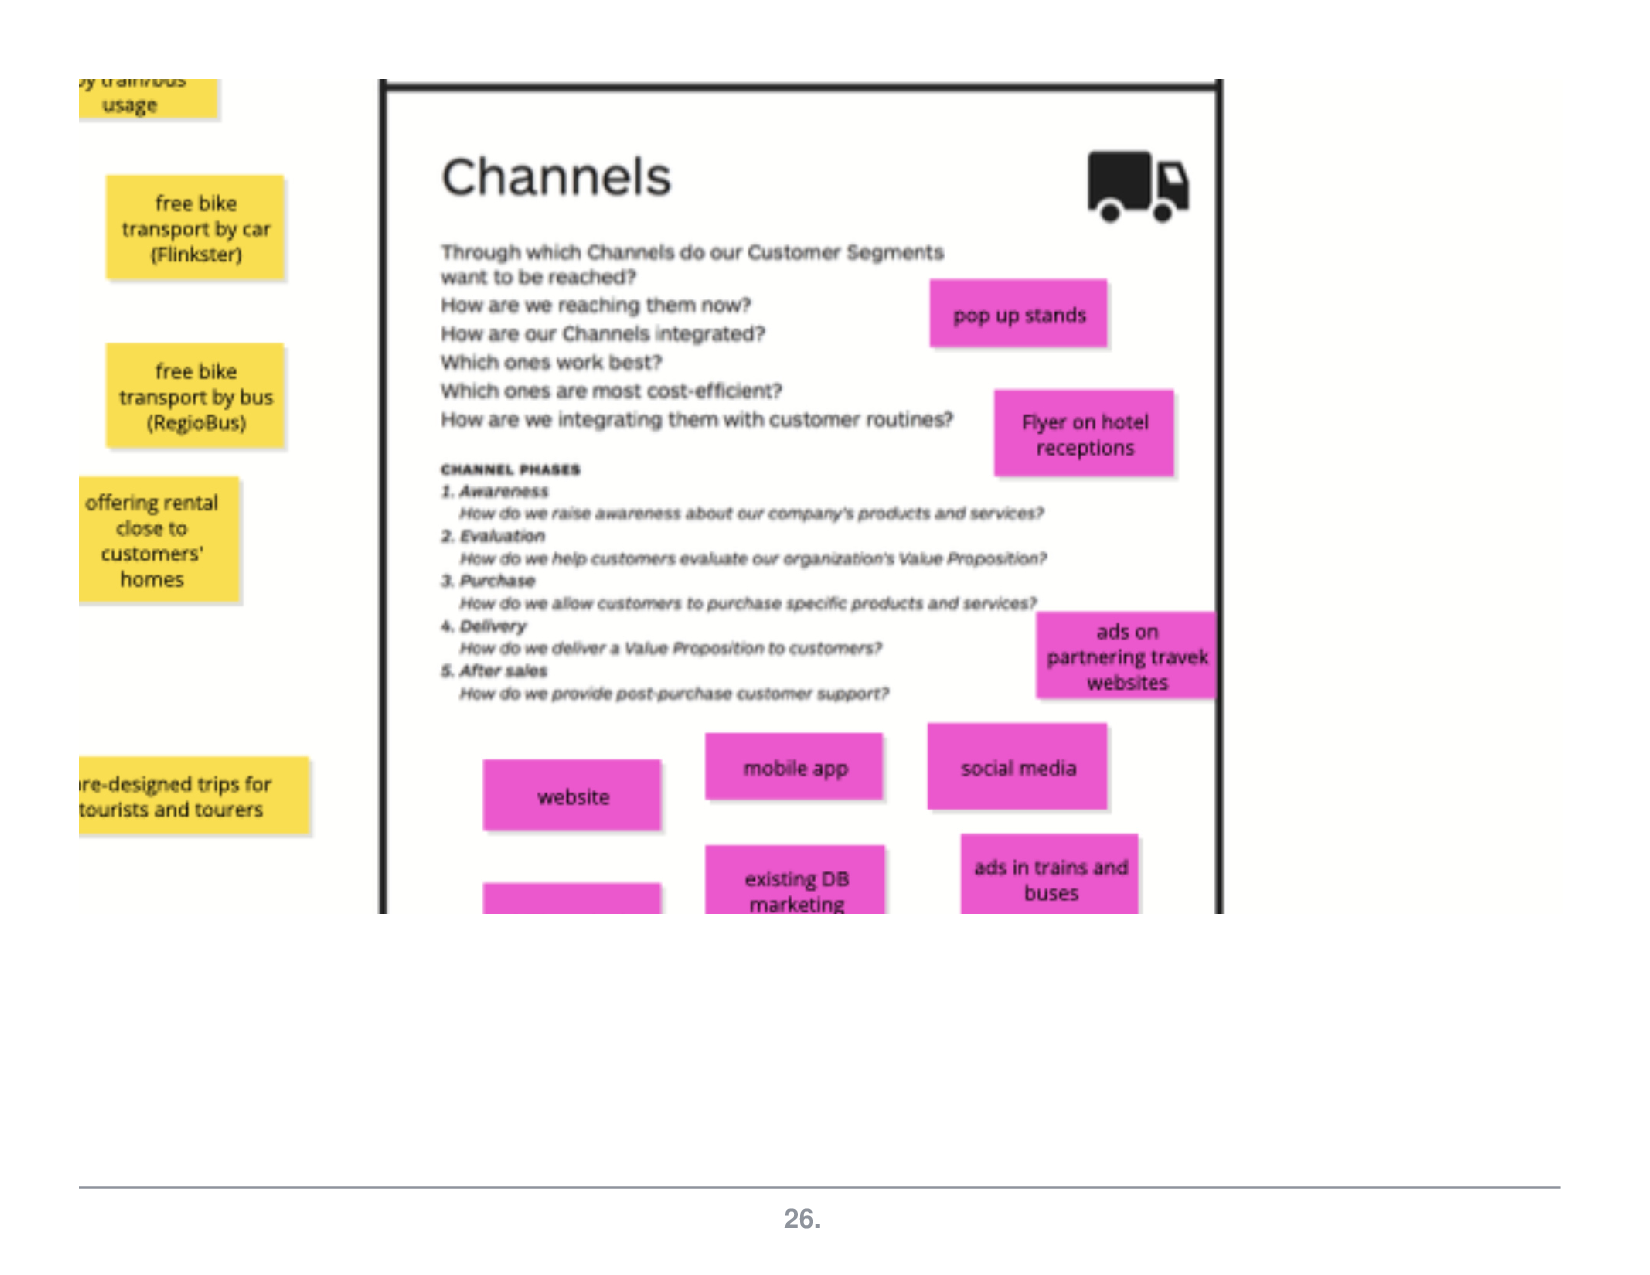 usage
free bike
transport by car
(Flinkster)
free bike
transport by bus
(RegioBus)
offering rental
close to
customers'
homes
re-designed trips for
tourists and tourers
Channels
Through which Channels do our Customer Segments
want to be reached?
How are we reaching them now?
How are our Channels integrated?
Which ones work best?
Which ones are most cost-efficient?
How are we integrating them with customer routines?
CHANNEL PHASES
1. Awareness
How do we raise awareness about our company's products and services?
2. Evaluation
How do we help customers evaluate our organization's Value Proposition?
3. Purchase
How do we allow customers to purchase specific products and services?
4. Delivery
How do we deliver a Value Proposition to customers?
5. After sales
How do we provide post-purchase customer support?
pop up stands
Flyer on hotel
receptions
ads on
partnering travek
websites
website
mobile app
social media
existing DB
marketing
ads in trains and
buses
26.